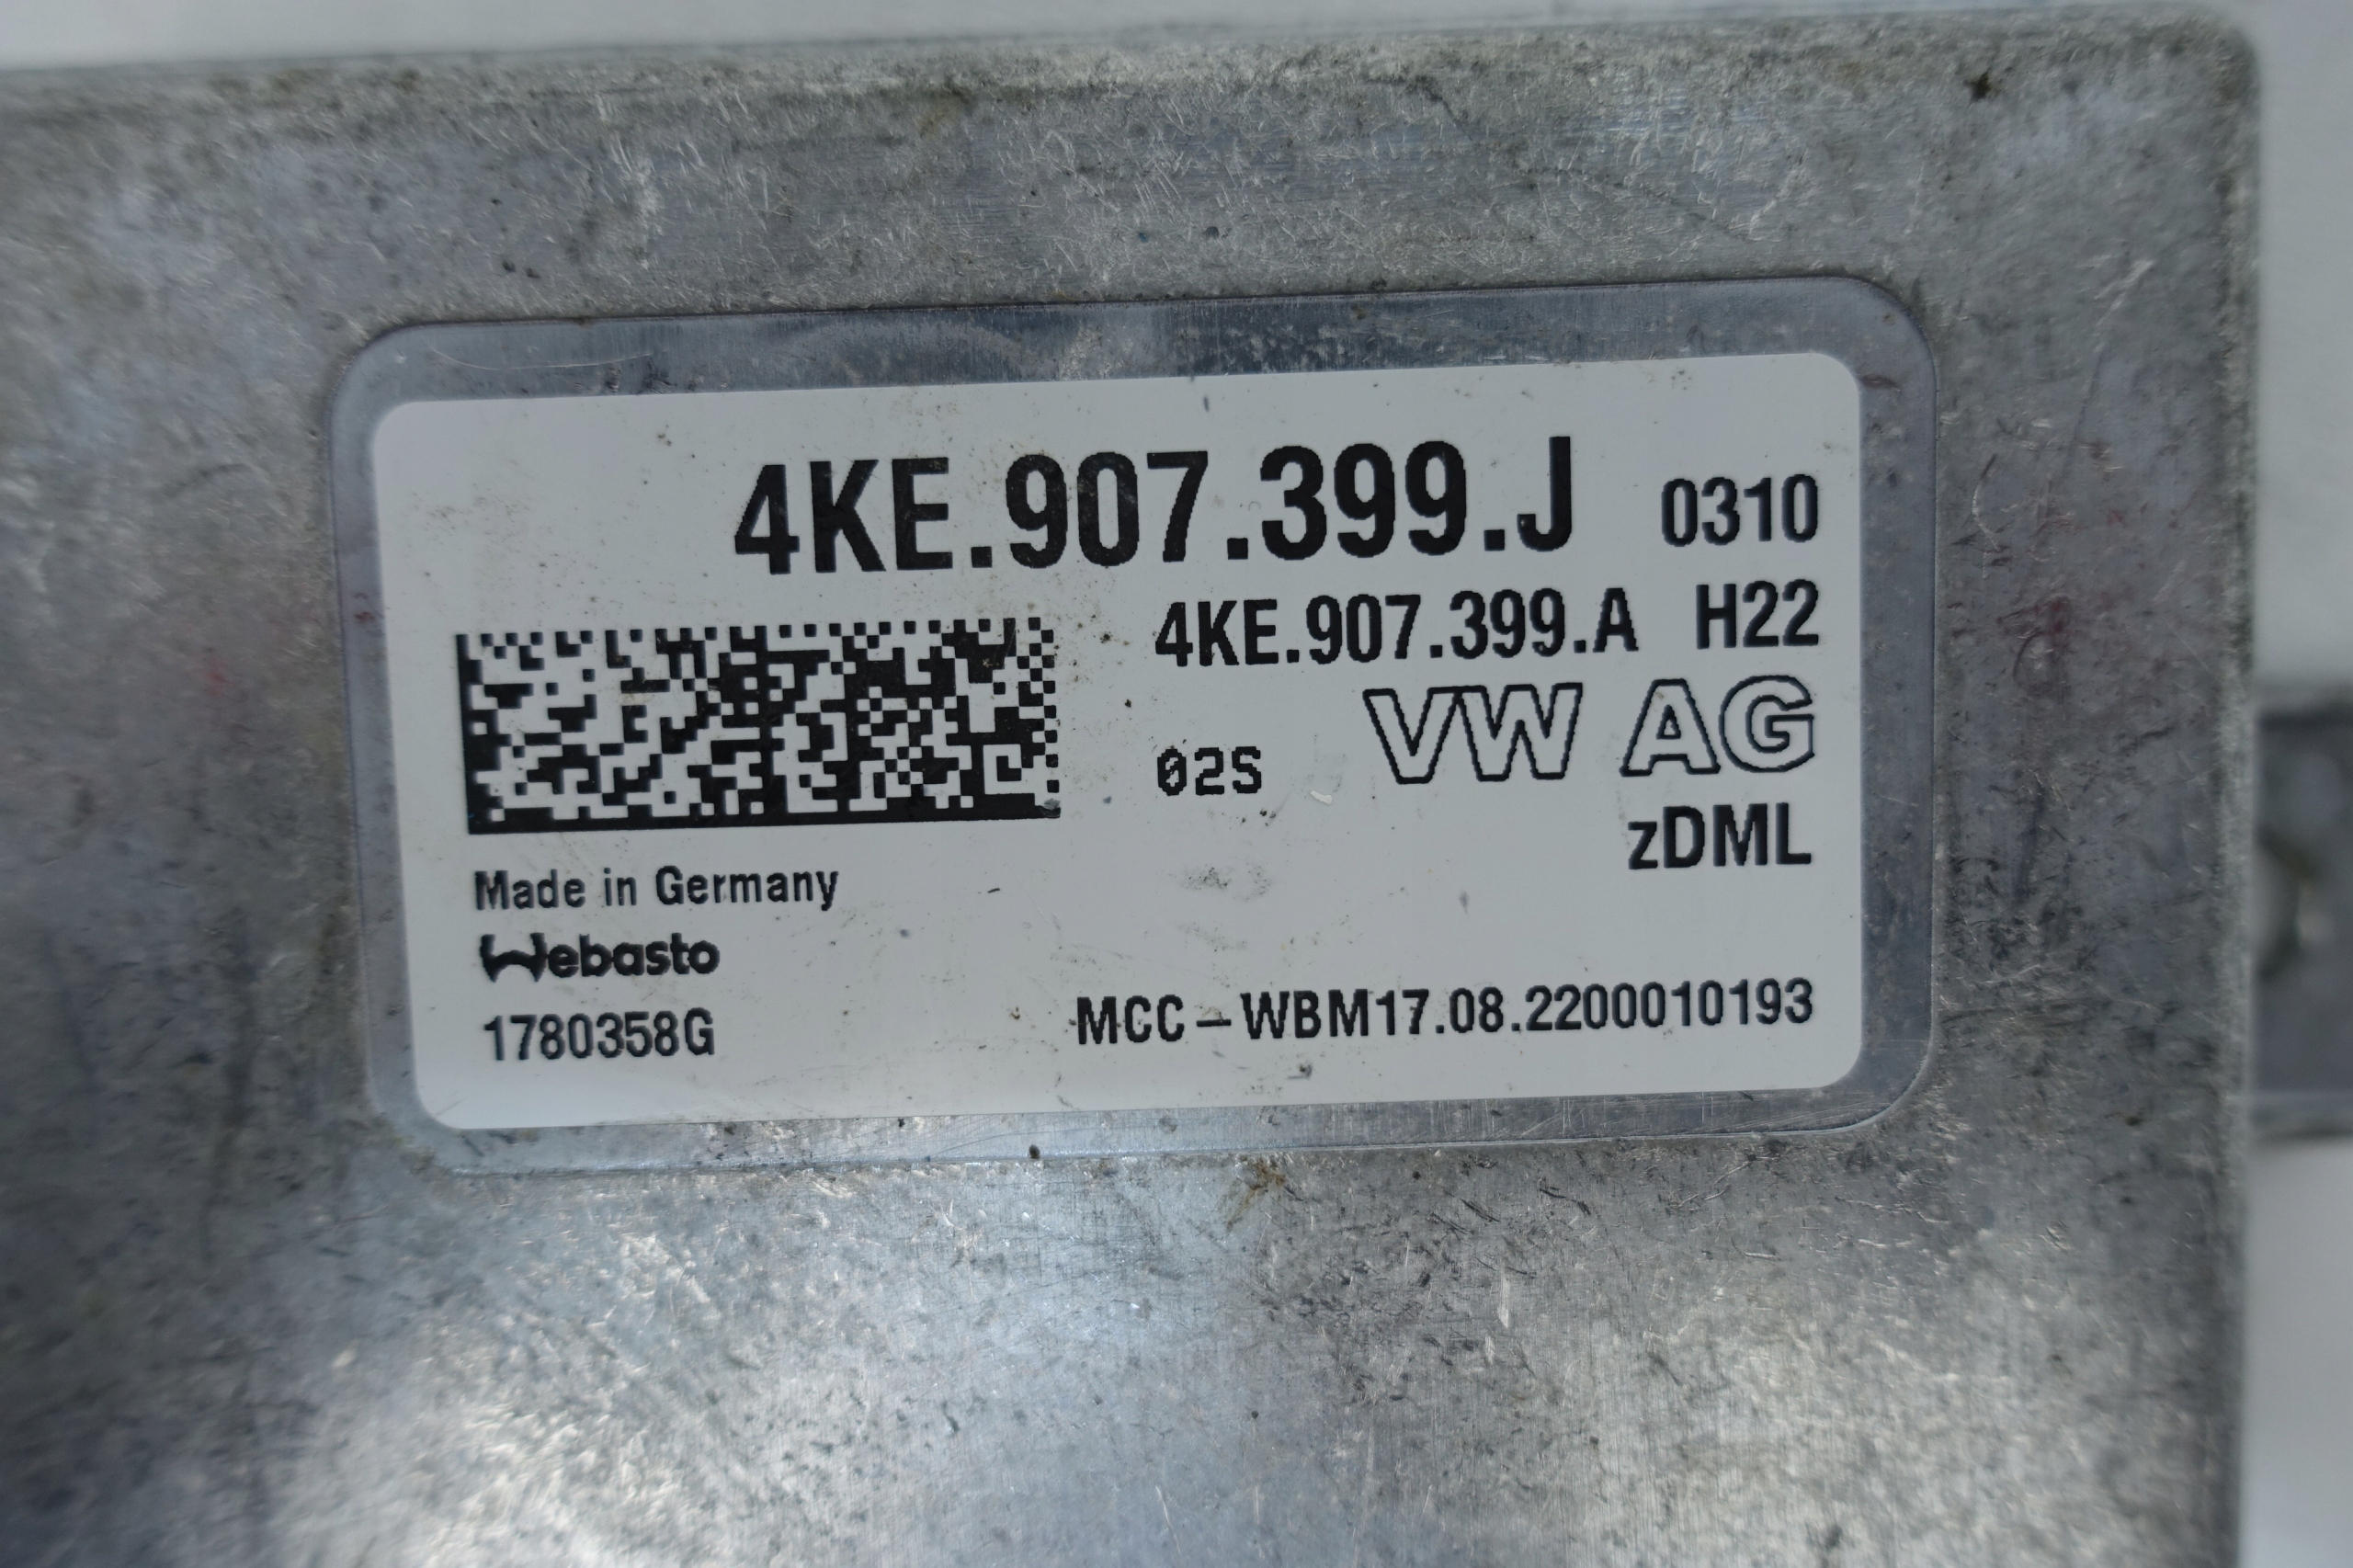 4KE.907.399.J 0310
4KE.907.399.A H22
02S VW AG
zDML
Made in Germany
Webasto
1780358G MCC-WBM17.08.2200010193